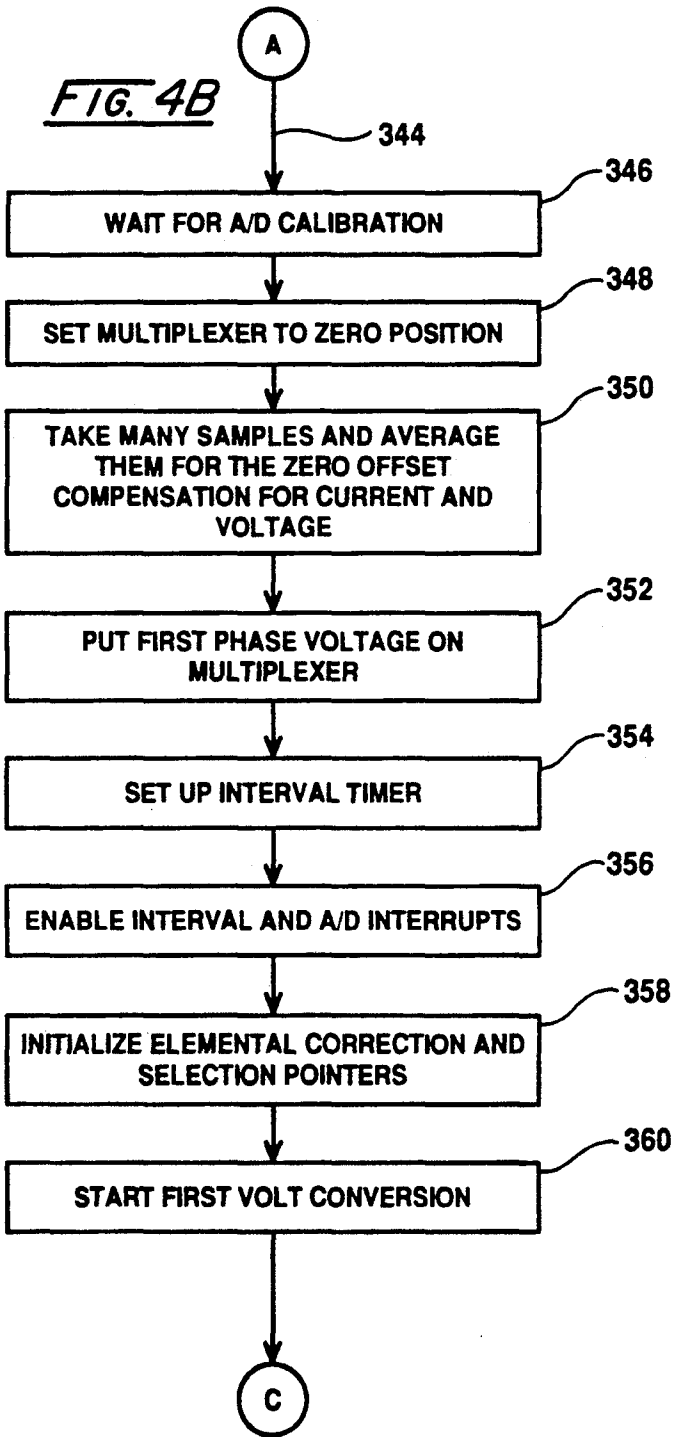 A
FIG. 4B
344
346
WAIT FOR A/D CALIBRATION
348
SET MULTIPLEXER TO ZERO POSITION
350
TAKE MANY SAMPLES AND AVERAGE
THEM FOR THE ZERO OFFSET
COMPENSATION FOR CURRENT AND
VOLTAGE
352
PUT FIRST PHASE VOLTAGE ON
MULTIPLEXER
354
SET UP INTERVAL TIMER
356
ENABLE INTERVAL AND A/D INTERRUPTS
358
INITIALIZE ELEMENTAL CORRECTION AND
SELECTION POINTERS
360
START FIRST VOLT CONVERSION
C